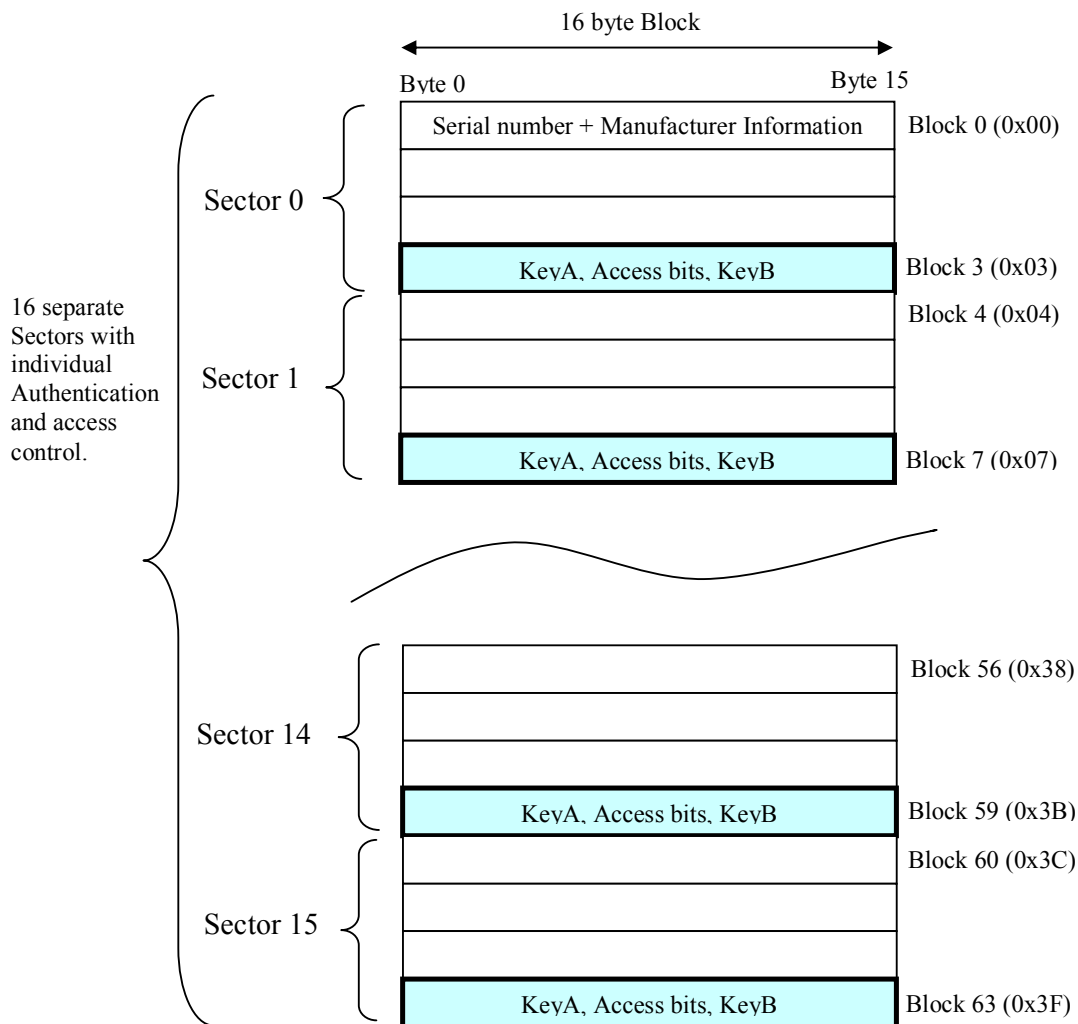 16 byte Block
Byte 0
Byte 15
Serial number + Manufacturer Information
Block 0 (0x00)
Sector 0
KeyA, Access bits, KeyB
Block 3 (0x03)
16 separate
Sectors with
individual
Authentication
and access
control.
Block 4 (0x04)
Sector 1
KeyA, Access bits, KeyB
Block 7 (0x07)
Block 56 (0x38)
Sector 14
KeyA, Access bits, KeyB
Block 59 (0x3B)
Block 60 (0x3C)
Sector 15
KeyA, Access bits, KeyB
Block 63 (0x3F)